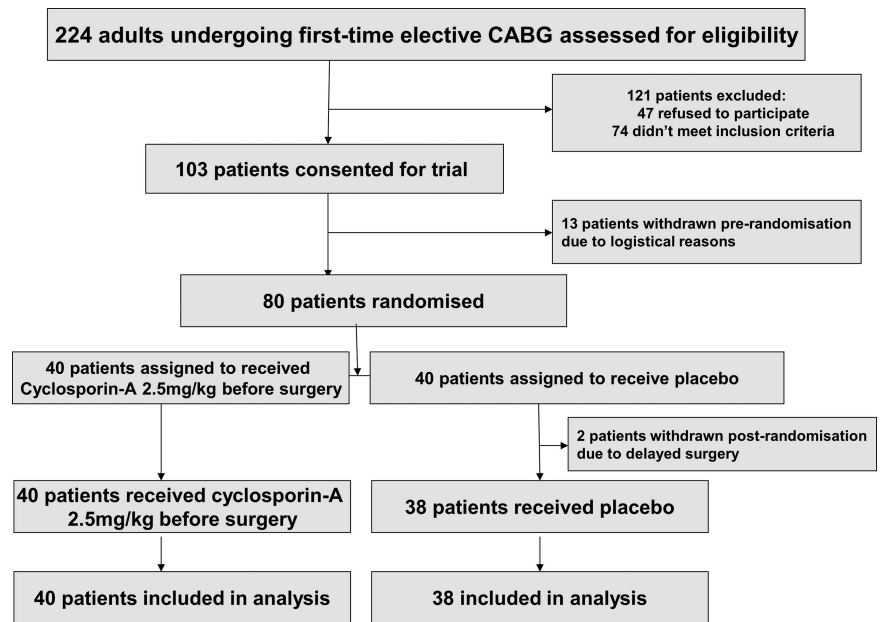 224 adults undergoing first-time elective CABG assessed for eligibility
121 patients excluded:
47 refused to participate
74 didn't meet inclusion criteria
103 patients consented for trial
13 patients withdrawn pre-randomisation
due to logistical reasons
80 patients randomised
40 patients assigned to received
Cyclosporin-A 2.5mg/kg before surgery
40 patients assigned to receive placebo
2 patients withdrawn post-randomisation
due to delayed surgery
40 patients received cyclosporin-A
2.5mg/kg before surgery
38 patients received placebo
40 patients included in analysis
38 included in analysis